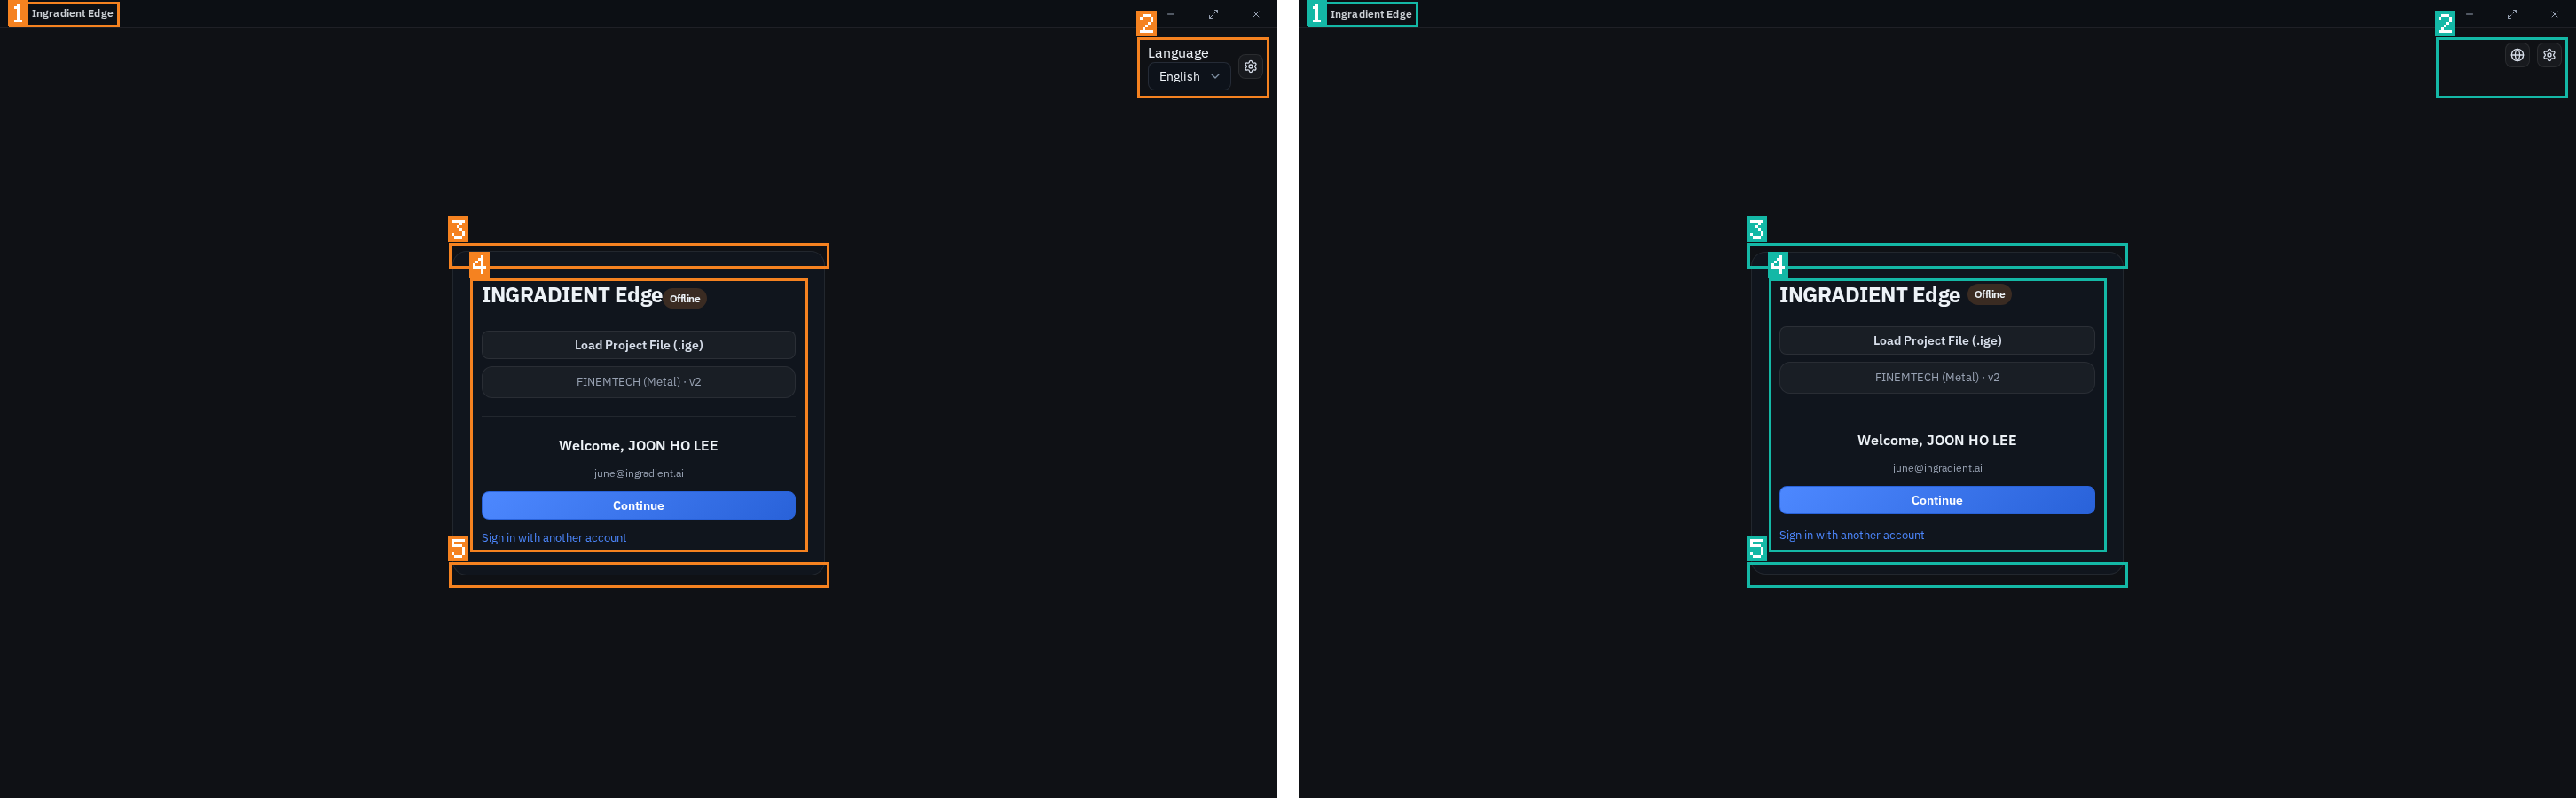 1 Ingradient Edge
2
Language
English
3
4
INGRADIENT Edge Offline
Load Project File (.ige)
FINEMTECH (Metal) · v2
Welcome, JOON HO LEE
june@ingradient.ai
Continue
Sign in with another account
5
1 Ingradient Edge
2
3
4
INGRADIENT Edge Offline
Load Project File (.ige)
FINEMTECH (Metal) · v2
Welcome, JOON HO LEE
june@ingradient.ai
Continue
Sign in with another account
5